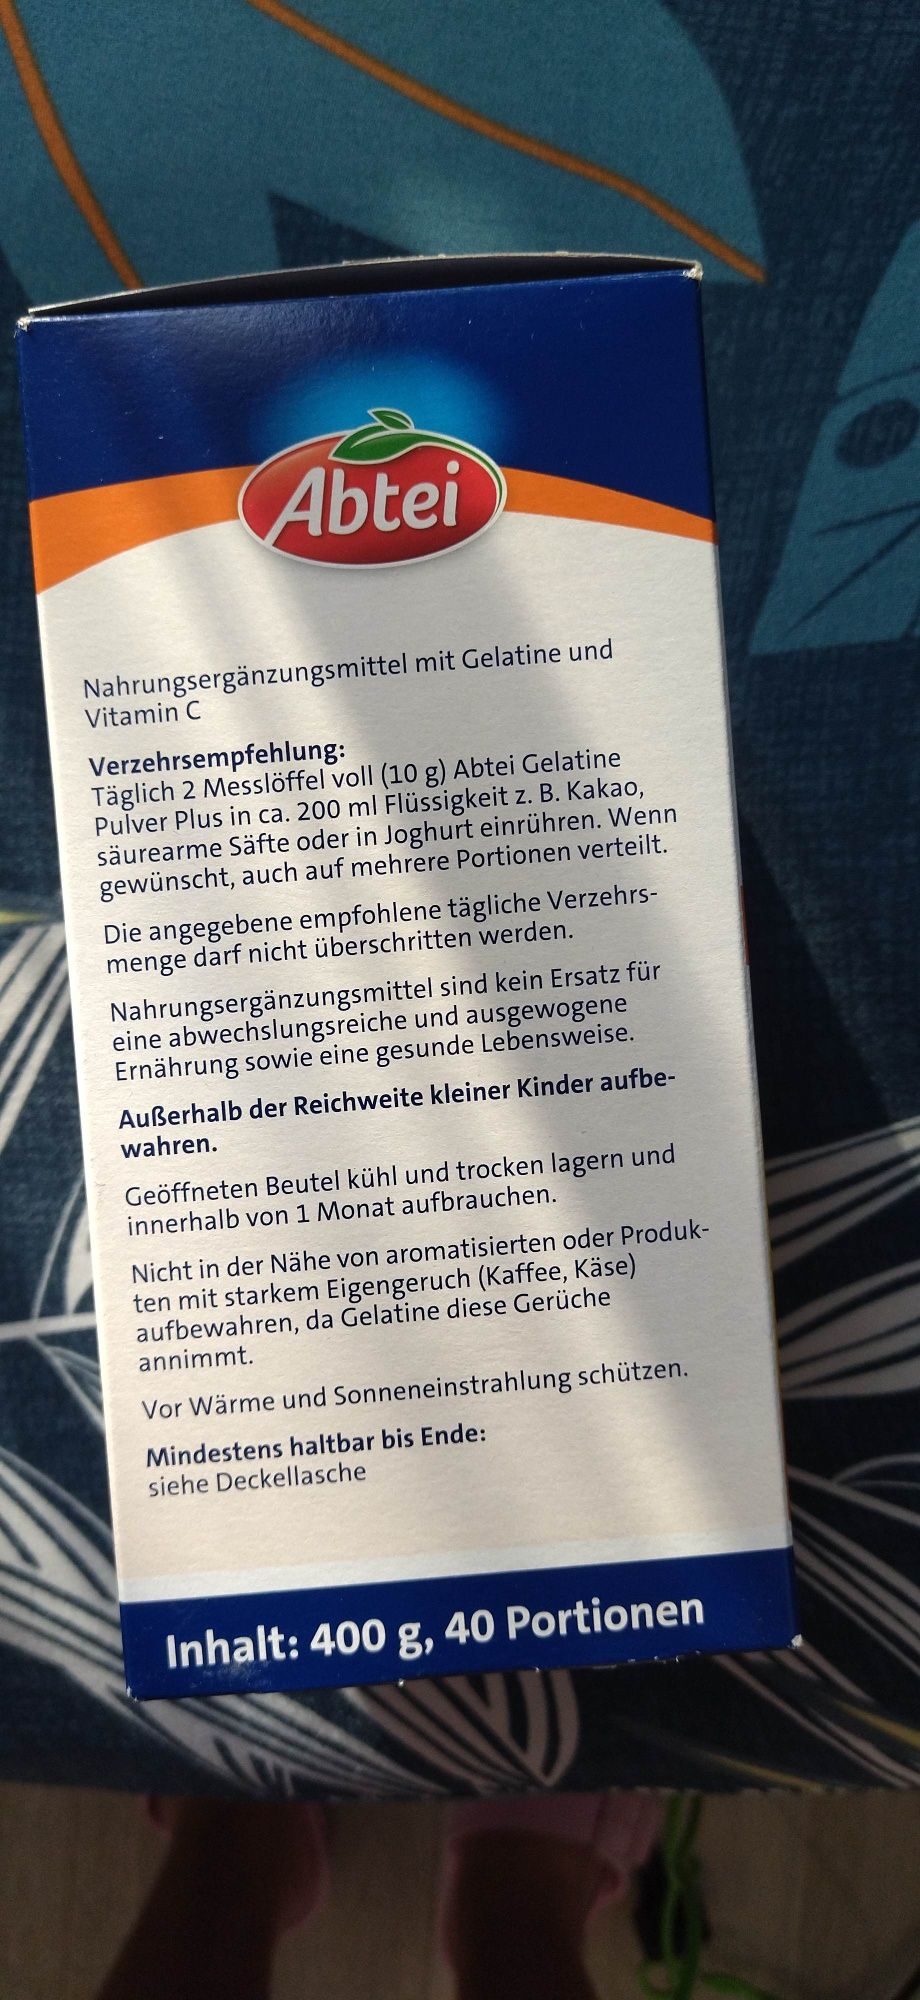 Abtei
Nahrungsergänzungsmittel mit Gelatine und
Vitamin C
Verzehrsempfehlung:
Täglich 2 Messlöffel voll (10 g) Abtei Gelatine
Pulver Plus in ca. 200 ml Flüssigkeit z. B. Kakao,
säurearme Säfte oder in Joghurt einrühren. Wenn
gewünscht, auch auf mehrere Portionen verteilt.
Die angegebene empfohlene tägliche Verzehrs-
menge darf nicht überschritten werden.
Nahrungsergänzungsmittel sind kein Ersatz für
eine abwechslungsreiche und ausgewogene
Ernährung sowie eine gesunde Lebensweise.
Außerhalb der Reichweite kleiner Kinder aufbe-
wahren.
Geöffneten Beutel kühl und trocken lagern und
innerhalb von 1 Monat aufbrauchen.
Nicht in der Nähe von aromatisierten oder Produk-
ten mit starkem Eigengeruch (Kaffee, Käse)
aufbewahren, da Gelatine diese Gerüche
annimmt.
Vor Wärme und Sonneneinstrahlung schützen.
Mindestens haltbar bis Ende:
siehe Deckellasche
Inhalt: 400 g, 40 Portionen